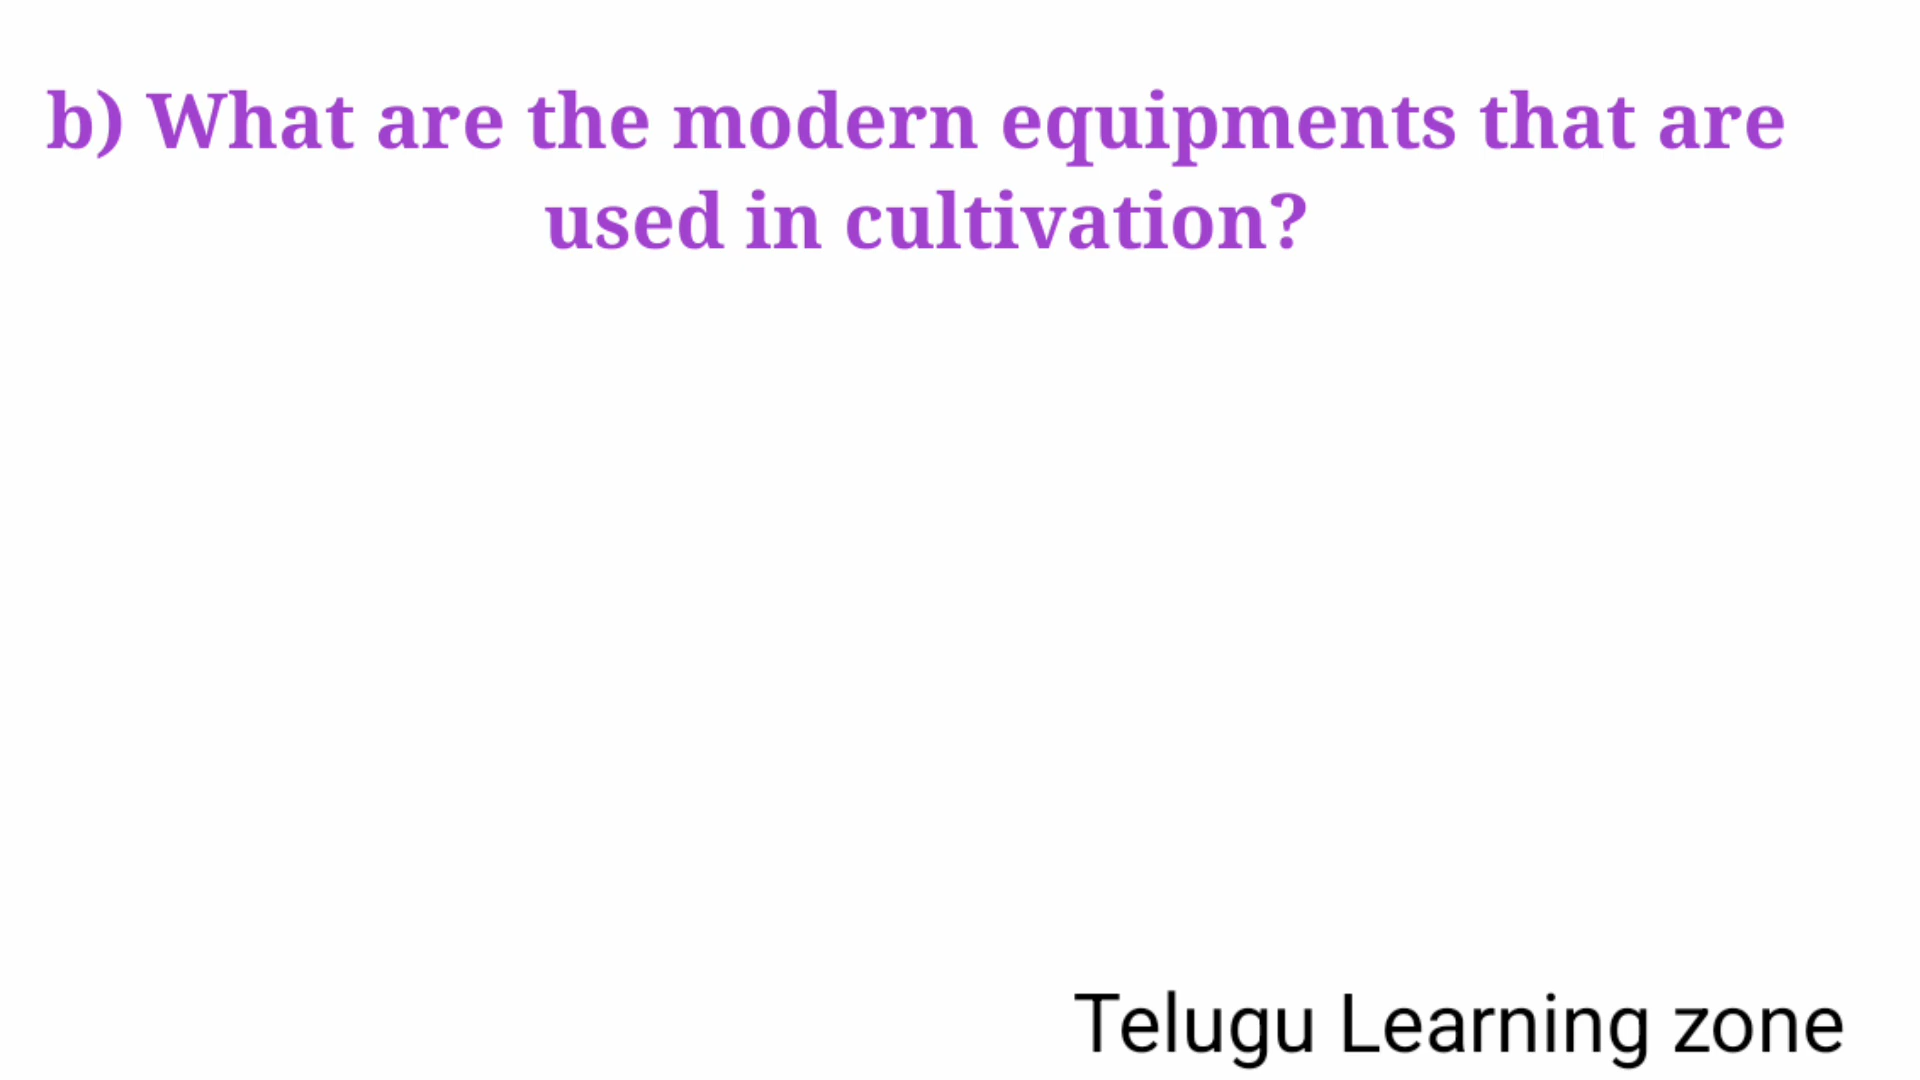 b) What are the modern equipments that are
used in cultivation?
Telugu Learning zone